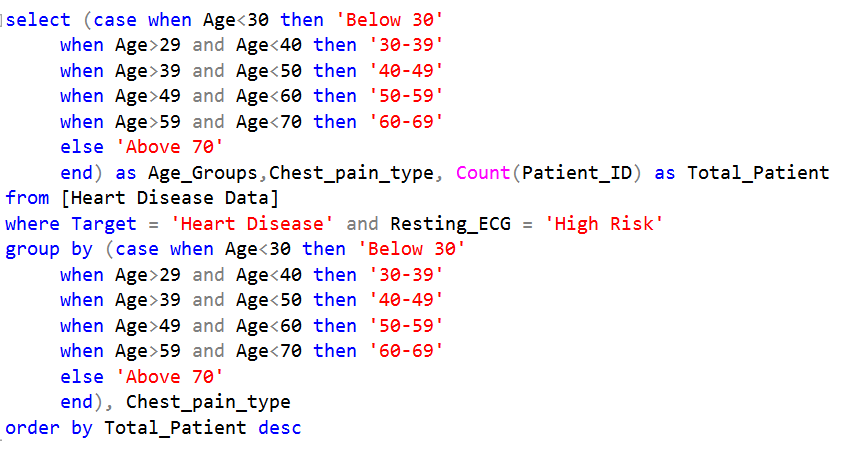 select (case when Age<30 then 'Below 30'
when Age>29 and Age<40 then '30-39'
when Age>39 and Age<50 then '40-49'
when Age>49 and Age<60 then '50-59'
when Age>59 and Age<70 then '60-69'
else 'Above 70'
end) as Age_Groups,Chest_pain_type, Count(Patient_ID) as Total_Patient
from [Heart Disease Data]
where Target = 'Heart Disease' and Resting_ECG = 'High Risk'
group by (case when Age<30 then 'Below 30'
when Age>29 and Age<40 then '30-39'
when Age>39 and Age<50 then '40-49'
when Age>49 and Age<60 then '50-59'
when Age>59 and Age<70 then '60-69'
else 'Above 70'
end), Chest_pain_type
order by Total_Patient desc